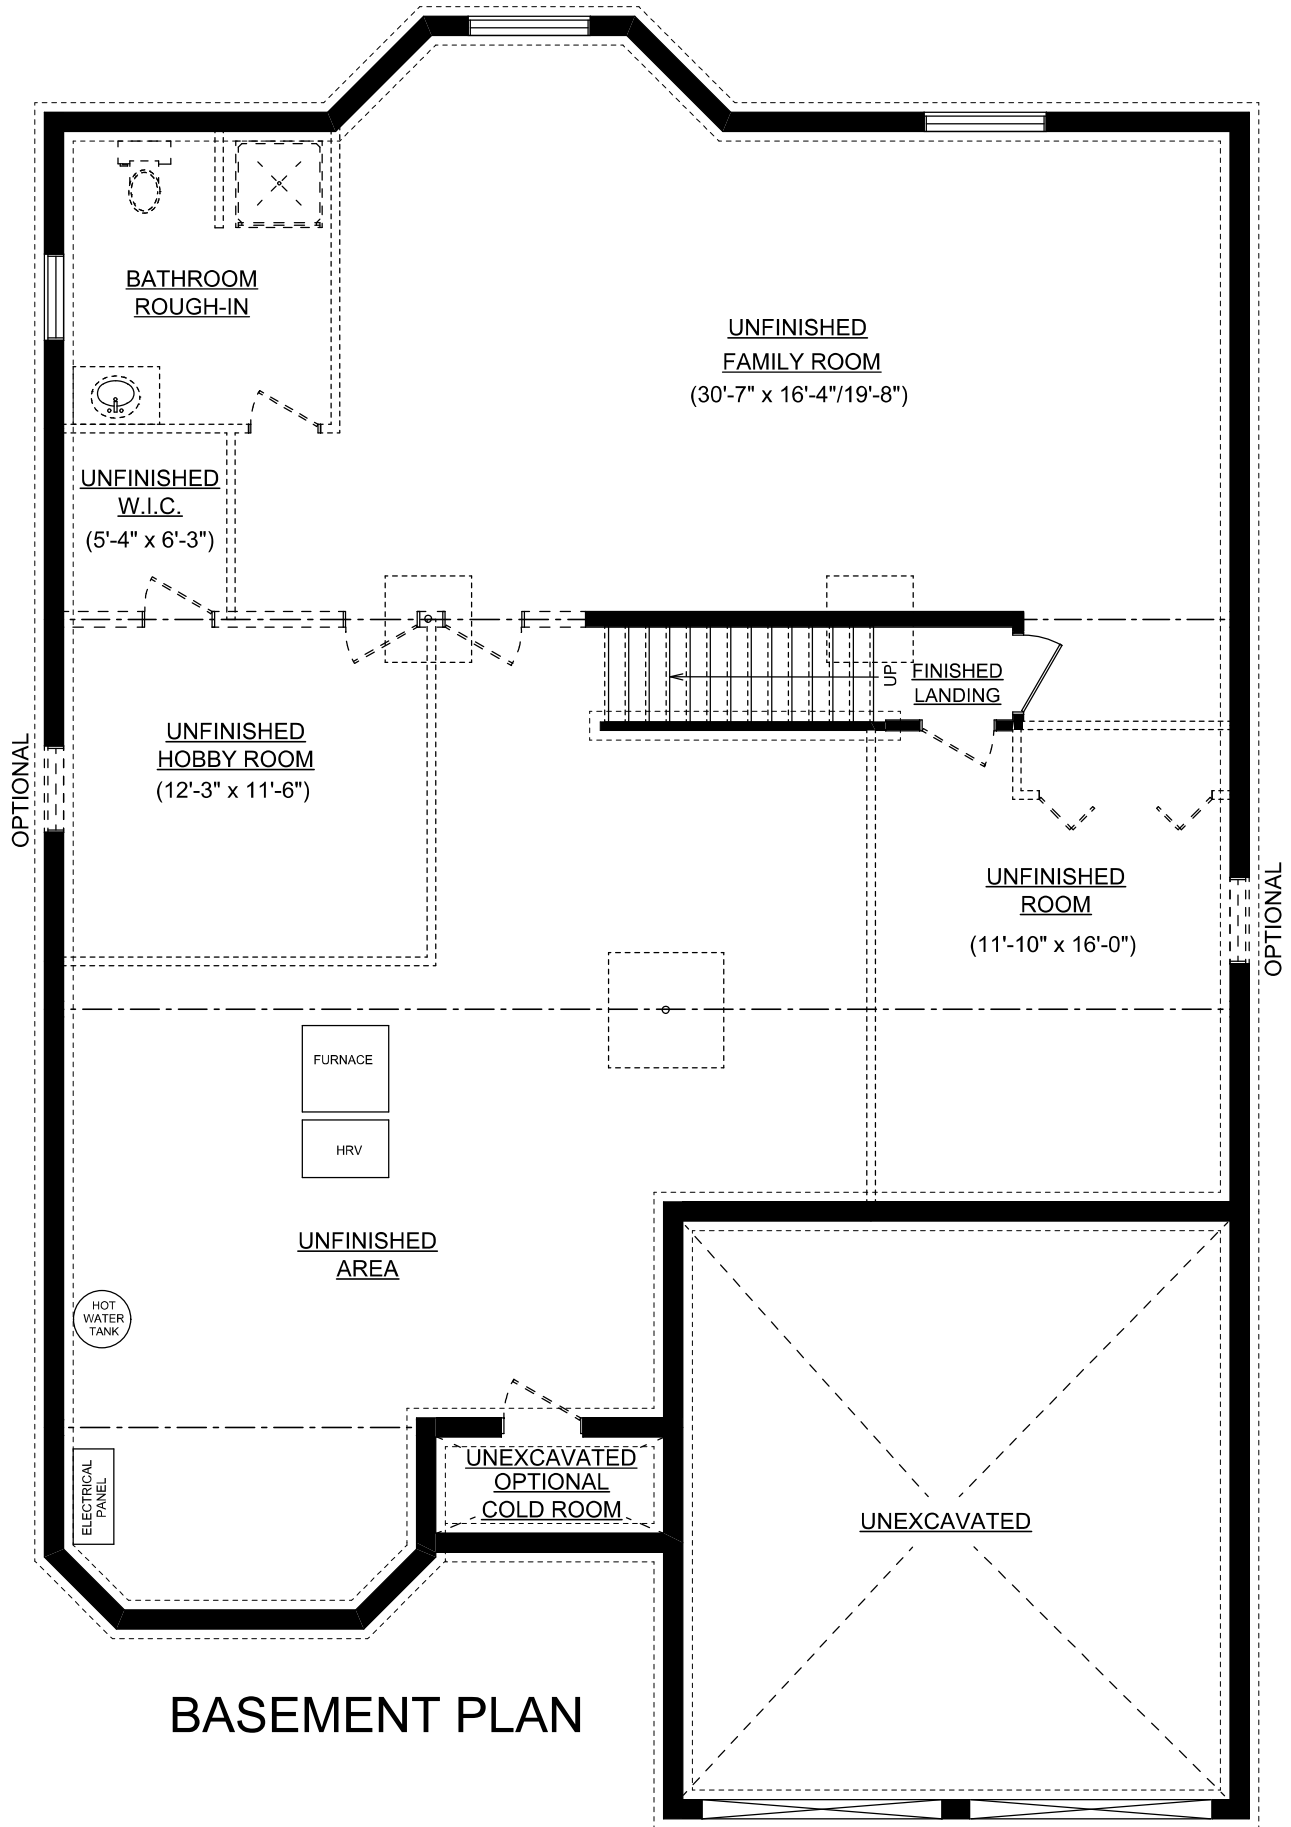 BATHROOM
ROUGH-IN
UNFINISHED
FAMILY ROOM
(30'-7" x 16'-4"/19'-8")
UNFINISHED
W.I.C.
(5'-4" x 6'-3")
UP
FINISHED
LANDING
UNFINISHED
HOBBY ROOM
(12'-3" x 11'-6")
OPTIONAL
UNFINISHED
ROOM
(11'-10" x 16'-0")
OPTIONAL
FURNACE
HRV
UNFINISHED
AREA
HOT
WATER
TANK
UNEXCAVATED
OPTIONAL
COLD ROOM
ELECTRICAL
PANEL
UNEXCAVATED
BASEMENT PLAN